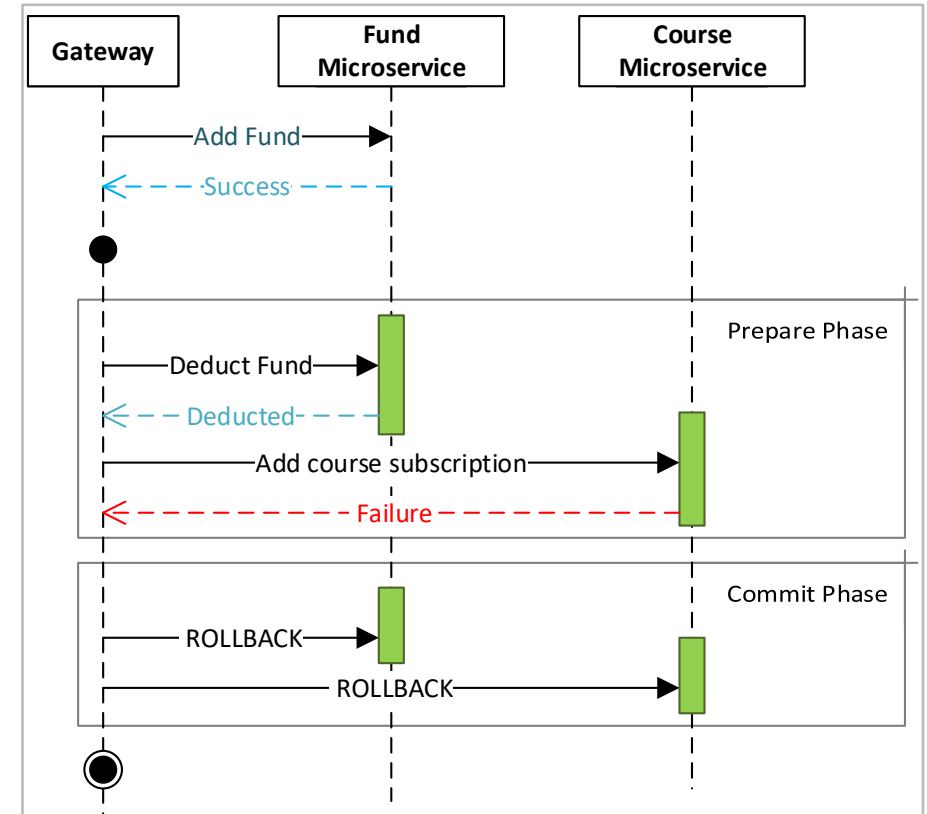 Gateway
Fund
Microservice
Course
Microservice
Add Fund
Success
Prepare Phase
Deduct Fund
Deducted
Add course subscription
Failure
Commit Phase
ROLLBACK
ROLLBACK